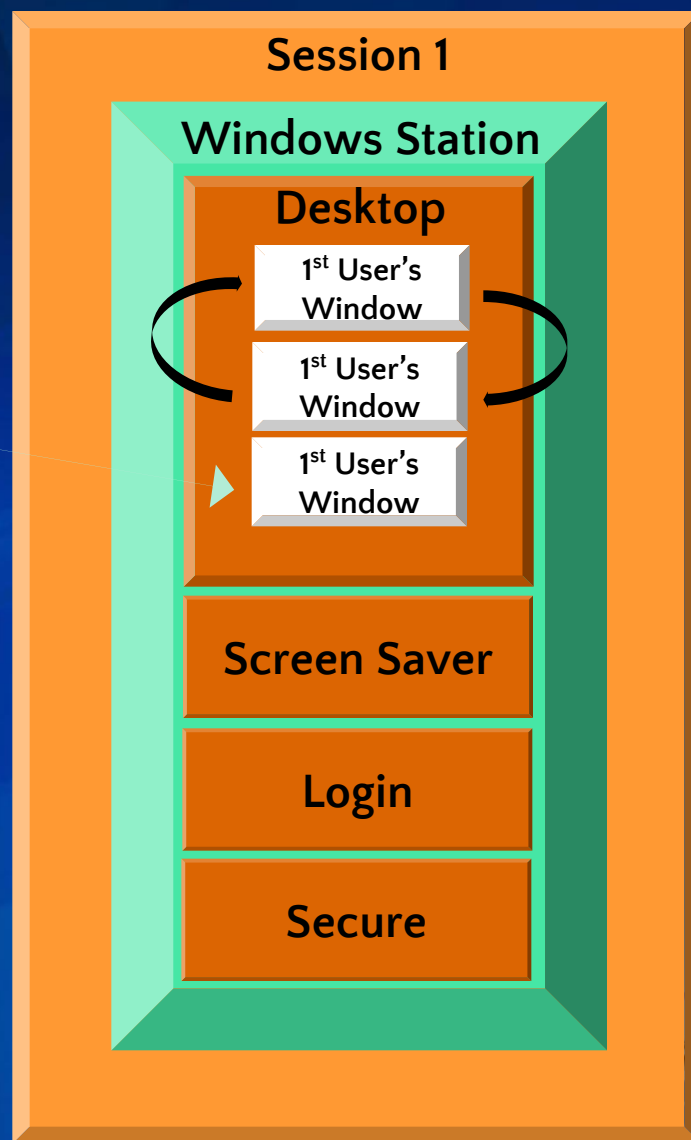 Session 1
Windows Station
Desktop
1st User's
Window
1st User's
Window
1st User's
Window
Screen Saver
Login
Secure